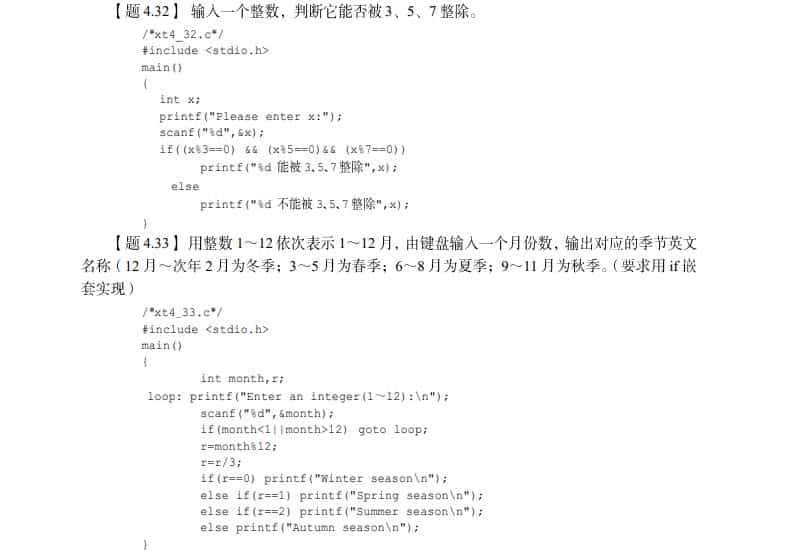 【题 4.32】 输入一个整数，判断它能否被 3、5、7 整除。
/*xt4_32.c*/
#include <stdio.h>
main()
{
int x;
printf("Please enter x:");
scanf("%d",&x);
if((x%3==0) && (x%5==0)&& (x%7==0))
printf("%d 能被 3、5、7 整除",x);
else
printf("%d 不能被 3、5、7 整除",x);
}
【题 4.33】 用整数 1～12 依次表示 1～12 月，由键盘输入一个月份数，输出对应的季节英文
名称（12 月～次年 2 月为冬季；3～5 月为春季；6～8 月为夏季；9～11 月为秋季。（要求用 if 嵌
套实现）
/*xt4_33.c*/
#include <stdio.h>
main()
{
int month,r;
loop: printf("Enter an integer(1～12):\n");
scanf("%d",&month);
if(month<1||month>12) goto loop;
r=month%12;
r=r/3;
if(r==0) printf("Winter season\n");
else if(r==1) printf("Spring season\n");
else if(r==2) printf("Summer season\n");
else printf("Autumn season\n");
}